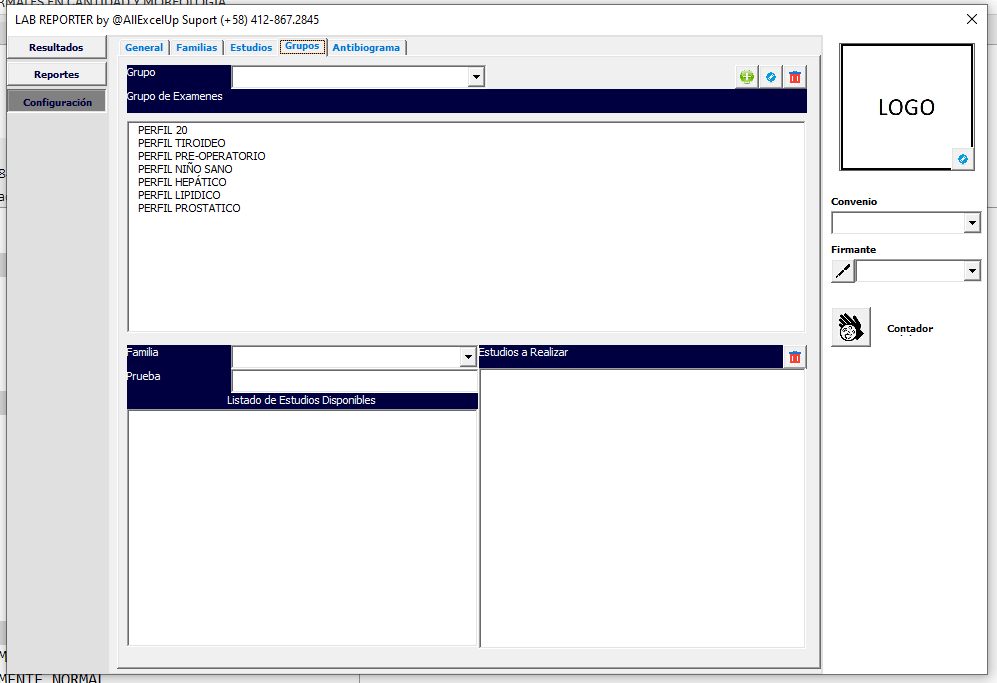 RMALES EN CANTIDAD Y MORFOLOGIA
LAB REPORTER by @AllExcelUp Suport (+58) 412-867.2845
Resultados
Reportes
Configuración
General
Familias
Estudios
Grupos
Antibiograma
Grupo
Grupo de Examenes
PERFIL 20
PERFIL TIROIDEO
PERFIL PRE-OPERATORIO
PERFIL NIÑO SANO
PERFIL HEPÁTICO
PERFIL LIPIDICO
PERFIL PROSTATICO
Familia
Prueba
Listado de Estudios Disponibles
Estudios a Realizar
LOGO
Convenio
Firmante
Contador
MENTE NORMAL